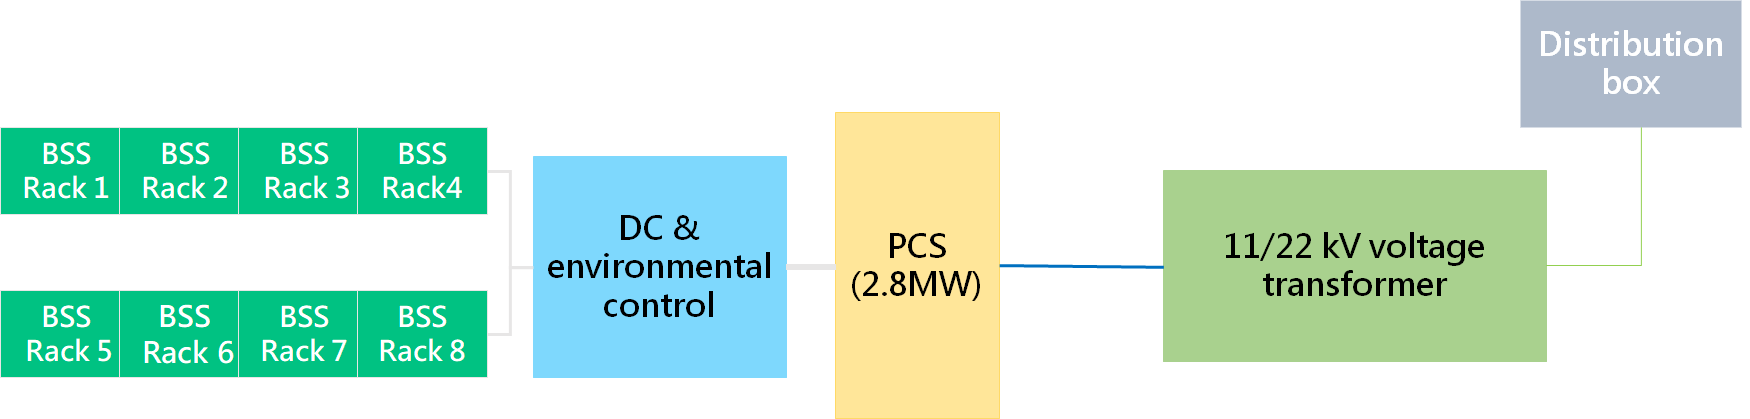 BSS
Rack 1
BSS
Rack 2
BSS
Rack 3
BSS
Rack4
BSS
Rack 5
BSS
Rack 6
BSS
Rack 7
BSS
Rack 8
DC &
environmental
control
PCS
(2.8MW)
11/22 kV voltage
transformer
Distribution
box